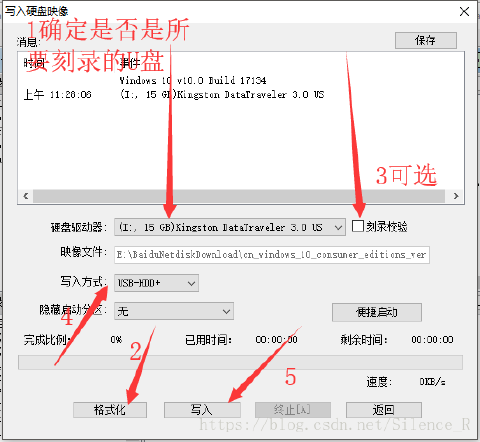 写入硬盘映像
1确定是否是所
要刻录的U盘
消息:
保存
时间 事件
Windows 10 v10.0 Build 17134
上午 11:26:06 (I:, 15 GB)Kingston DataTraveler 3.0 US
3可选
硬盘驱动器: (I:, 15 GB)Kingston DataTraveler 3.0 US 刻录校验
映像文件: E:\BaiduNetdiskDownload\cn_windows_10_consumer_editions_ver
写入方式: USB-HDD+
隐藏启动分区: 无 便捷启动
4
完成比例: 0% 已用时间: 00:00:00 剩余时间: 00:00:00
2
5
速度: 0KB/s
格式化 写入 终止[A] 返回
https://blog.csdn.net/Silence_R